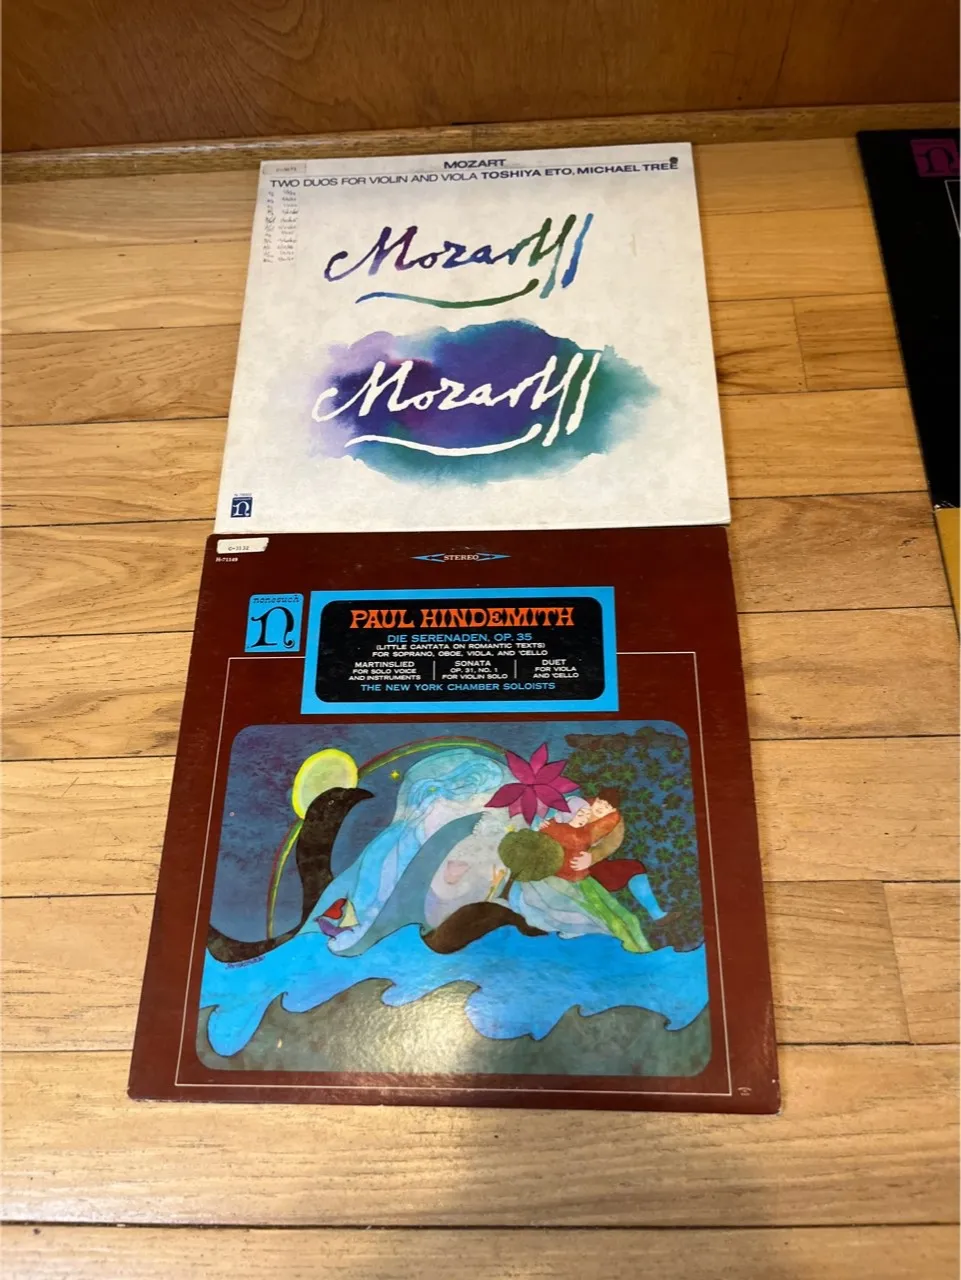 MOZART
TWO DUOS FOR VIOLIN AND VIOLA TOSHIYA ETO, MICHAEL TREE
Mozart
Mozart
n
C-3132
H-71149
STEREO
nonesuch
n
PAUL HINDEMITH
DIE SERENADEN, OP. 35
(LITTLE CANTATA ON ROMANTIC TEXTS)
FOR SOPRANO, OBOE, VIOLA, AND 'CELLO
MARTINSLIED
FOR SOLO VOICE
AND INSTRUMENTS
SONATA
OP. 31, NO. 1
FOR VIOLIN SOLO
DUET
FOR VIOLA
AND 'CELLO
THE NEW YORK CHAMBER SOLOISTS